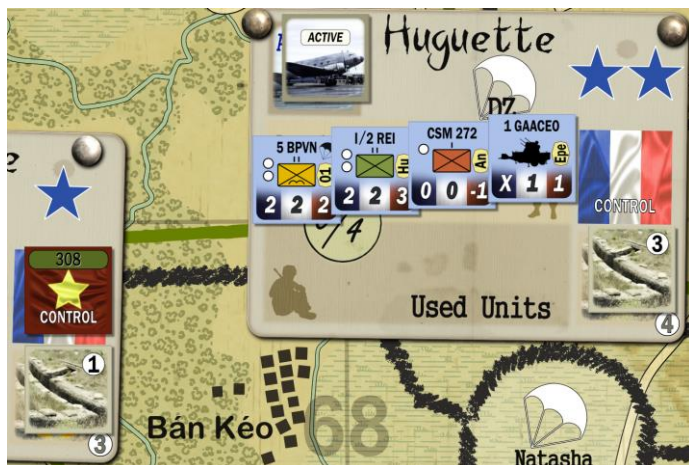 ACTIVE
Huguette
DZ
5 BPVN
01
2 2 2
I/2 REI
Hu
2 2 3
CSM 272
An
0 0 -1
1 GAACEO
Epe
X 1 1
CONTROL
3
Used Units
4
308
CONTROL
1
3
Bán Kéo
68
Natasha